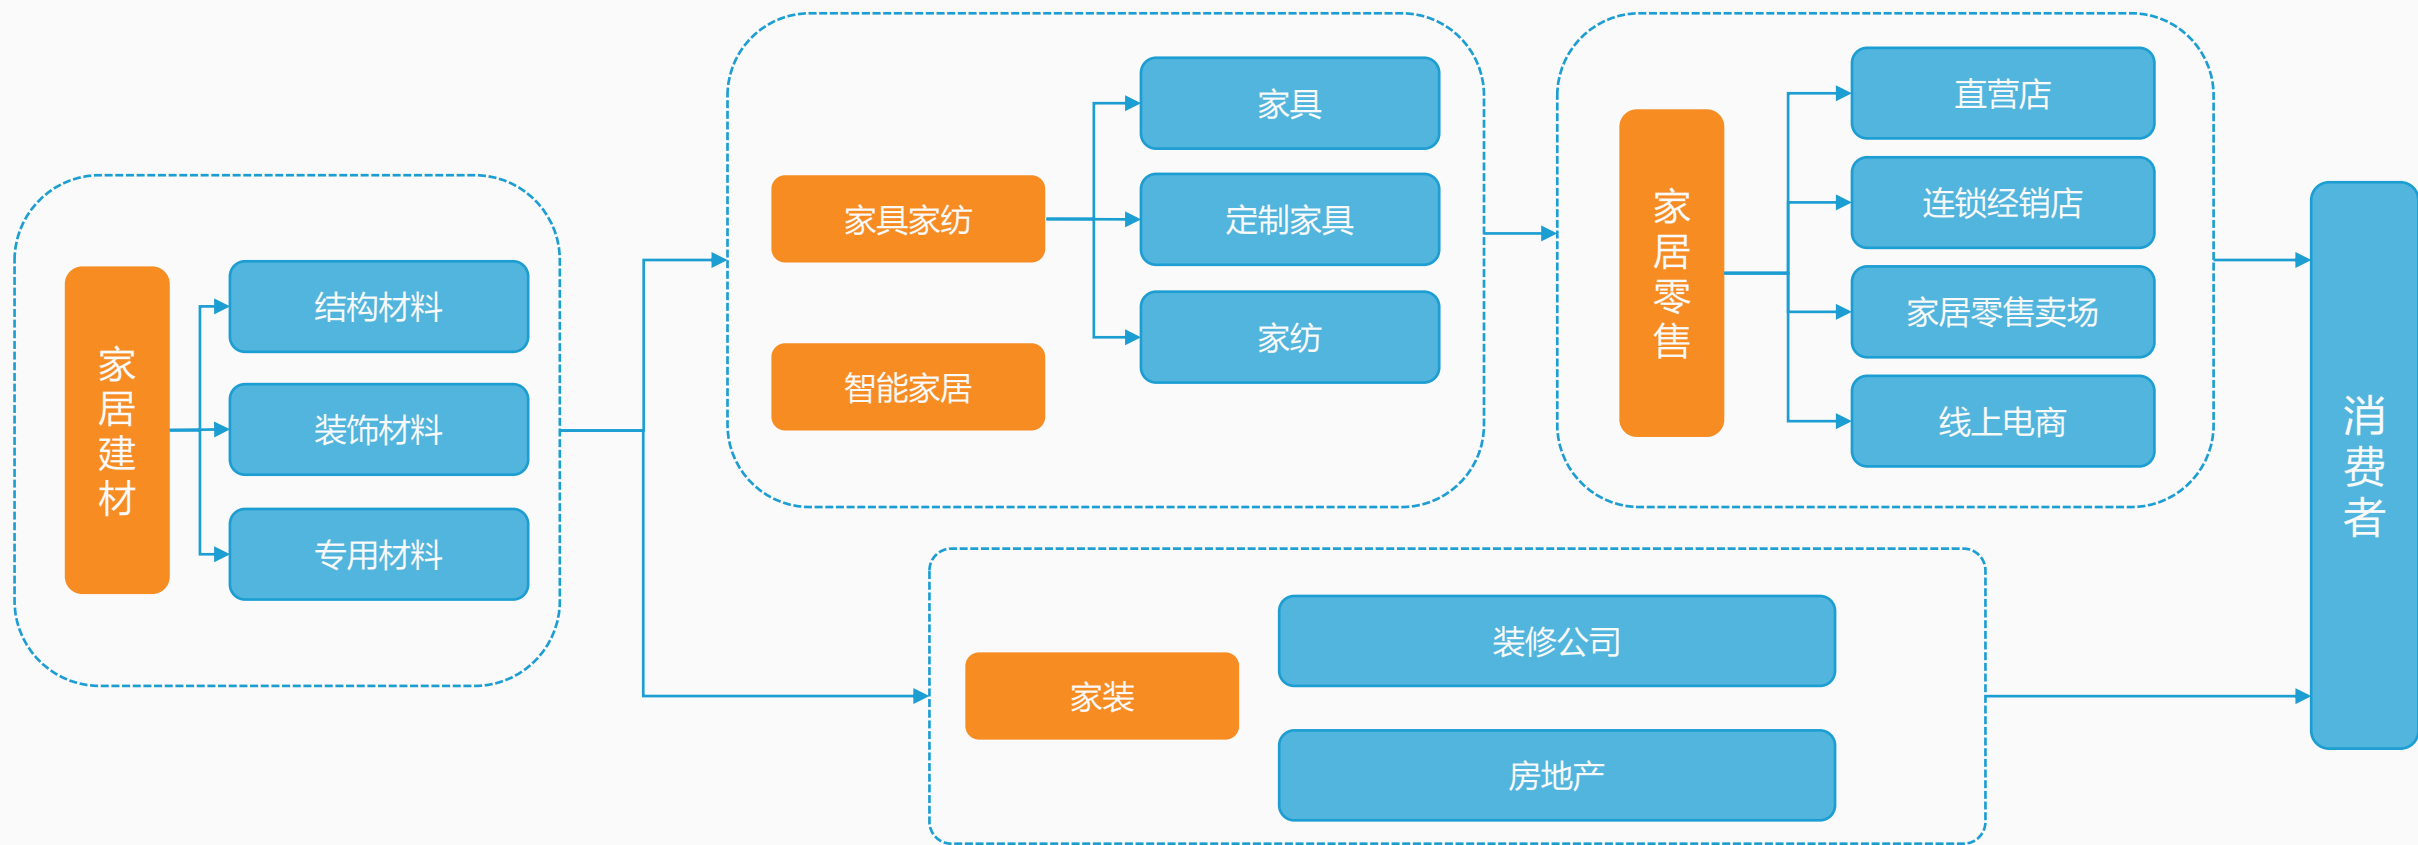 家居建材
结构材料
装饰材料
专用材料
家具家纺
智能家居
家具
定制家具
家纺
家居零售
直营店
连锁经销店
家居零售卖场
线上电商
家装
装修公司
房地产
消费者